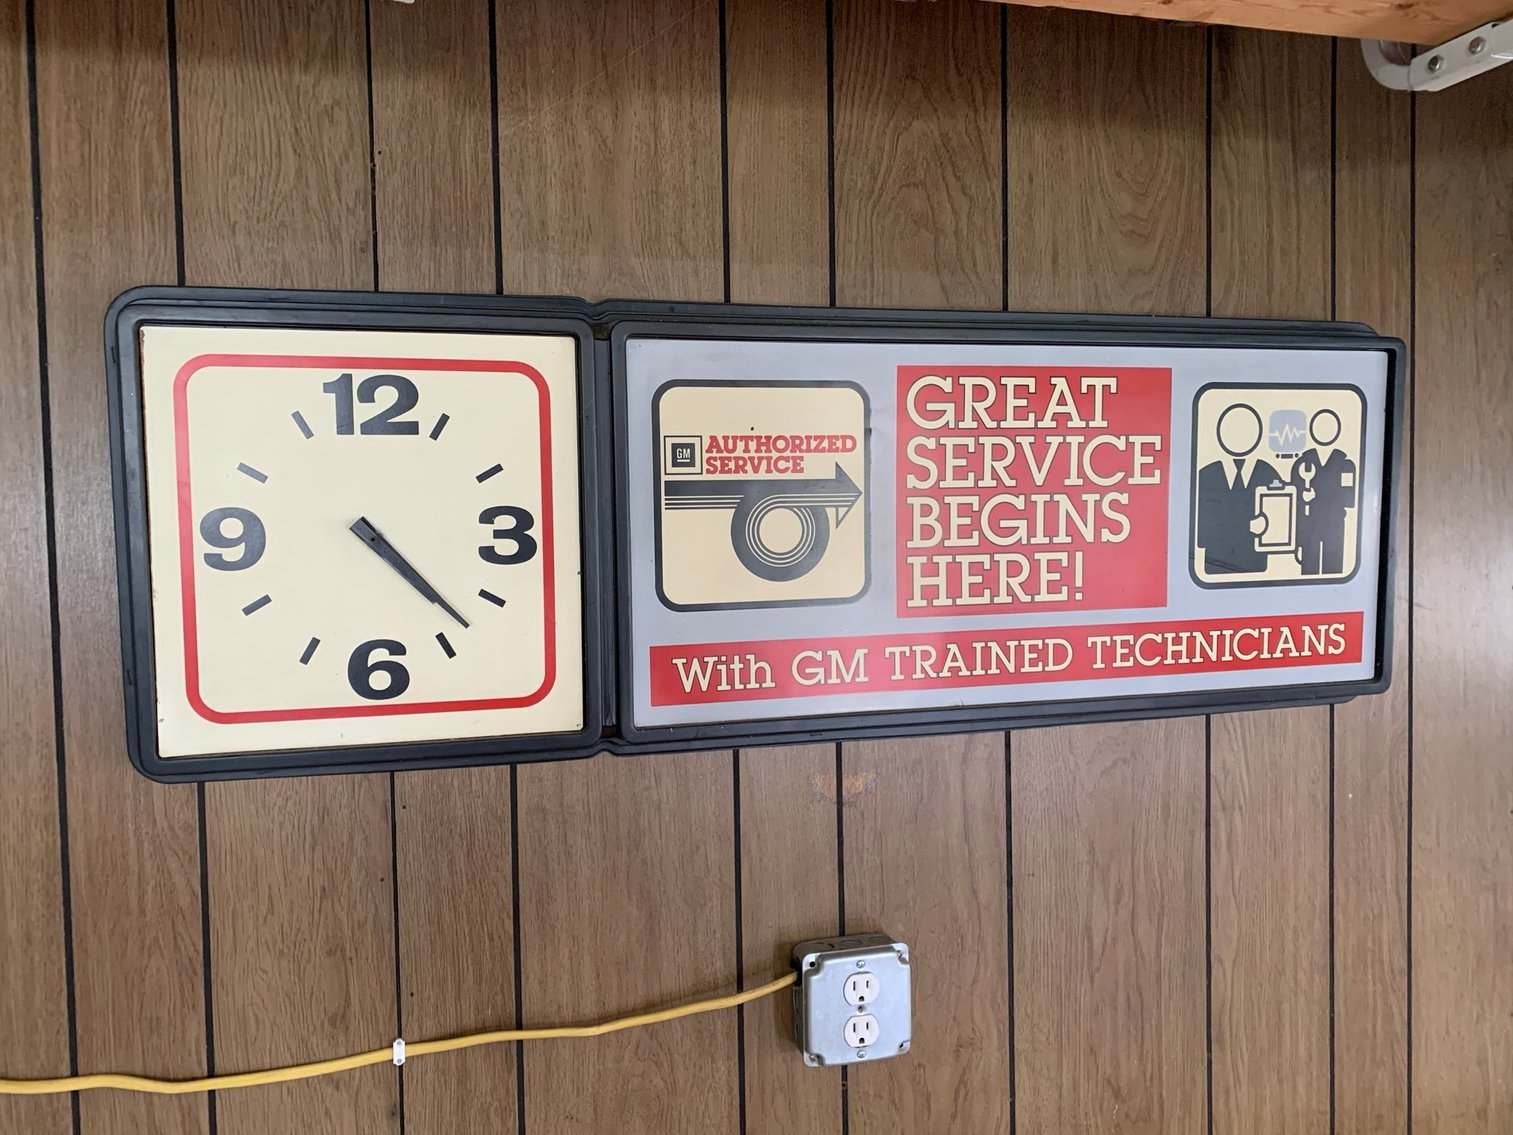 12
3
6
9
GM
AUTHORIZED
SERVICE
GREAT
SERVICE
BEGINS
HERE!
With GM TRAINED TECHNICIANS